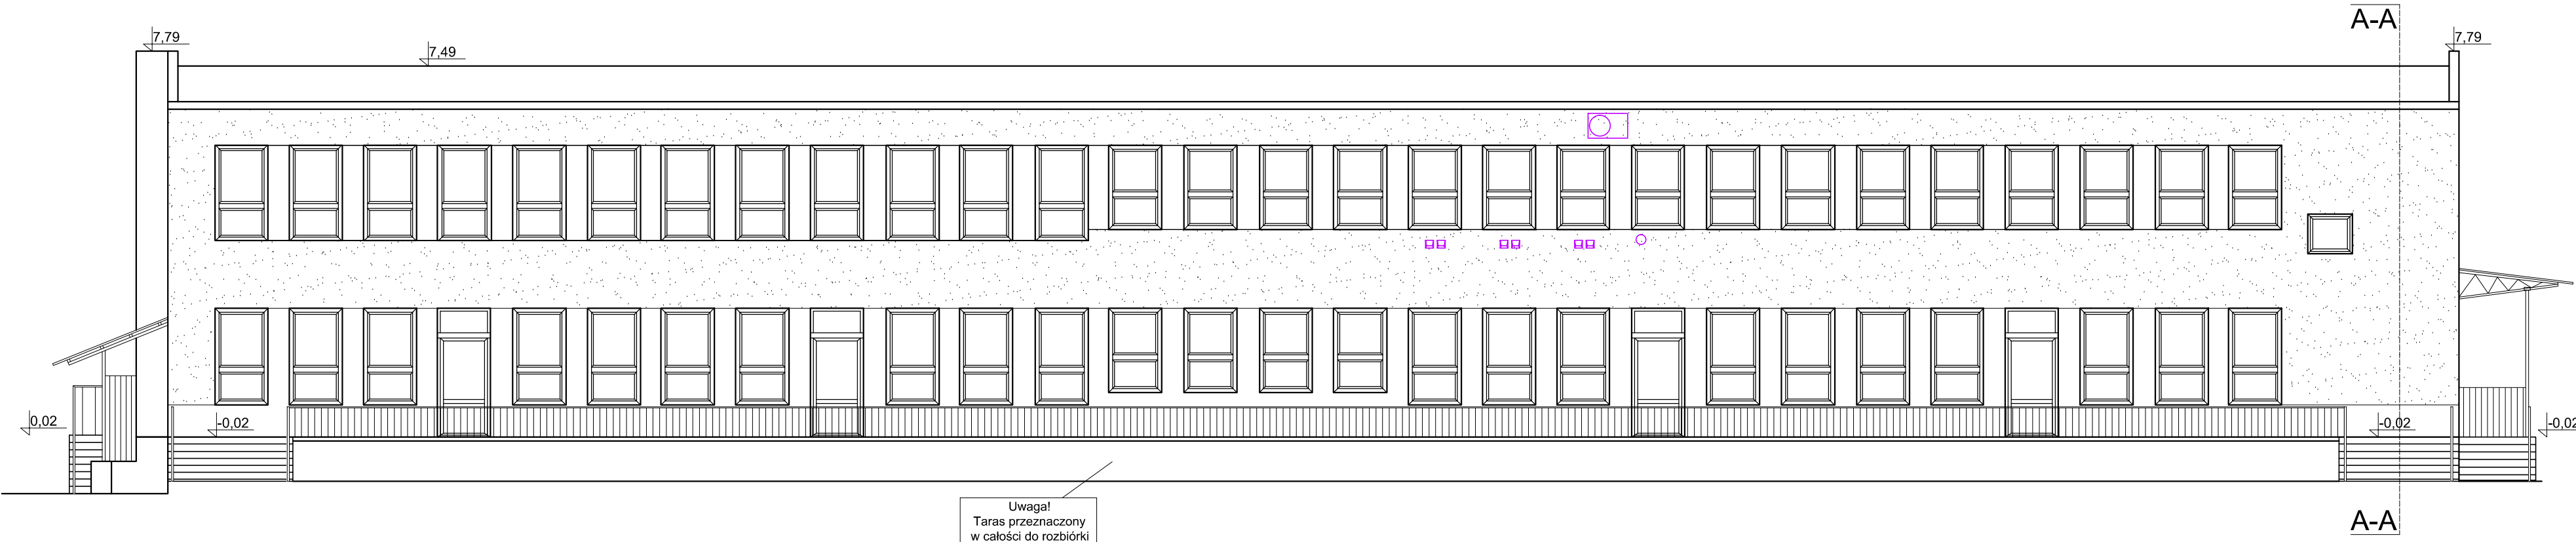 A-A
7,79
7,79
7,49
0,02
-0,02
-0,02
-0,02
Uwaga!
Taras przeznaczony
w całości do rozbiórki
A-A